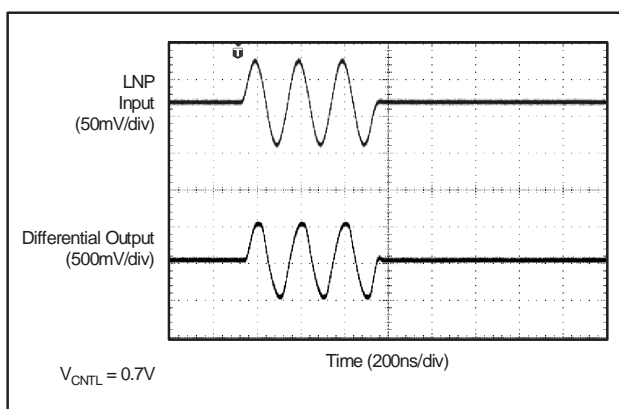 T
LNP
Input
(50mV/div)
Differential Output
(500mV/div)
Time (200ns/div)
V_CNTL = 0.7V